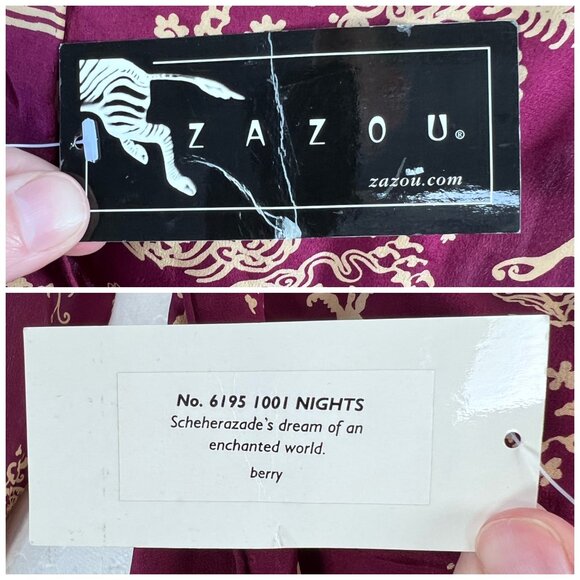 ZAZOU®
zazou.com
No. 6195 1001 NIGHTS
Scheherazade's dream of an
enchanted world.
berry